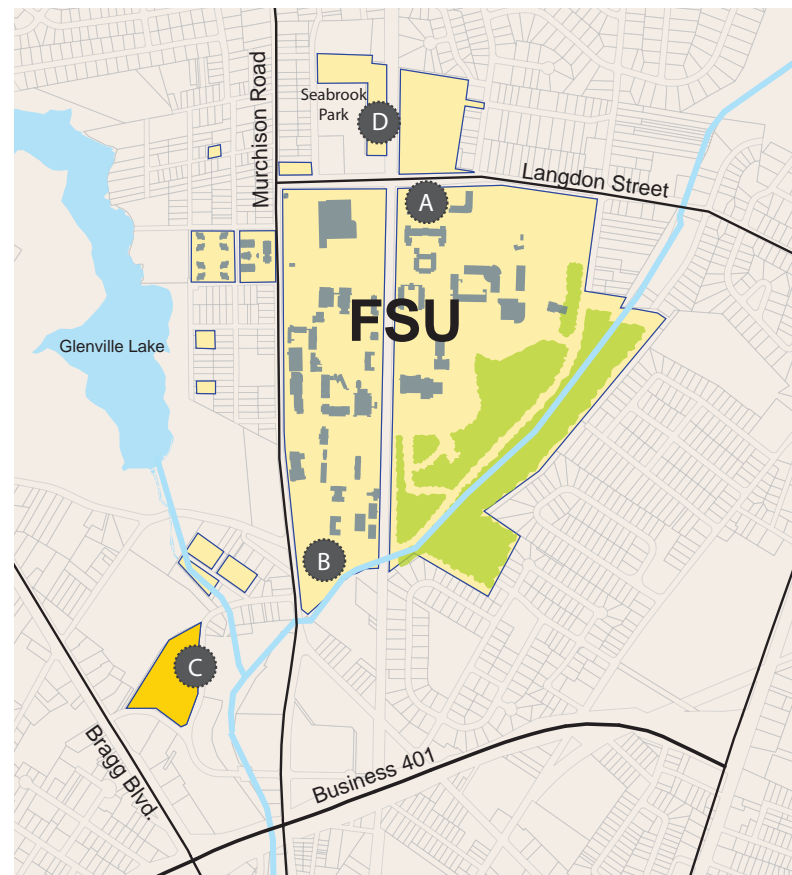 Murchison Road
Seabrook
Park
D
Langdon Street
A
FSU
Glenville Lake
B
C
Bragg Blvd.
Business 401